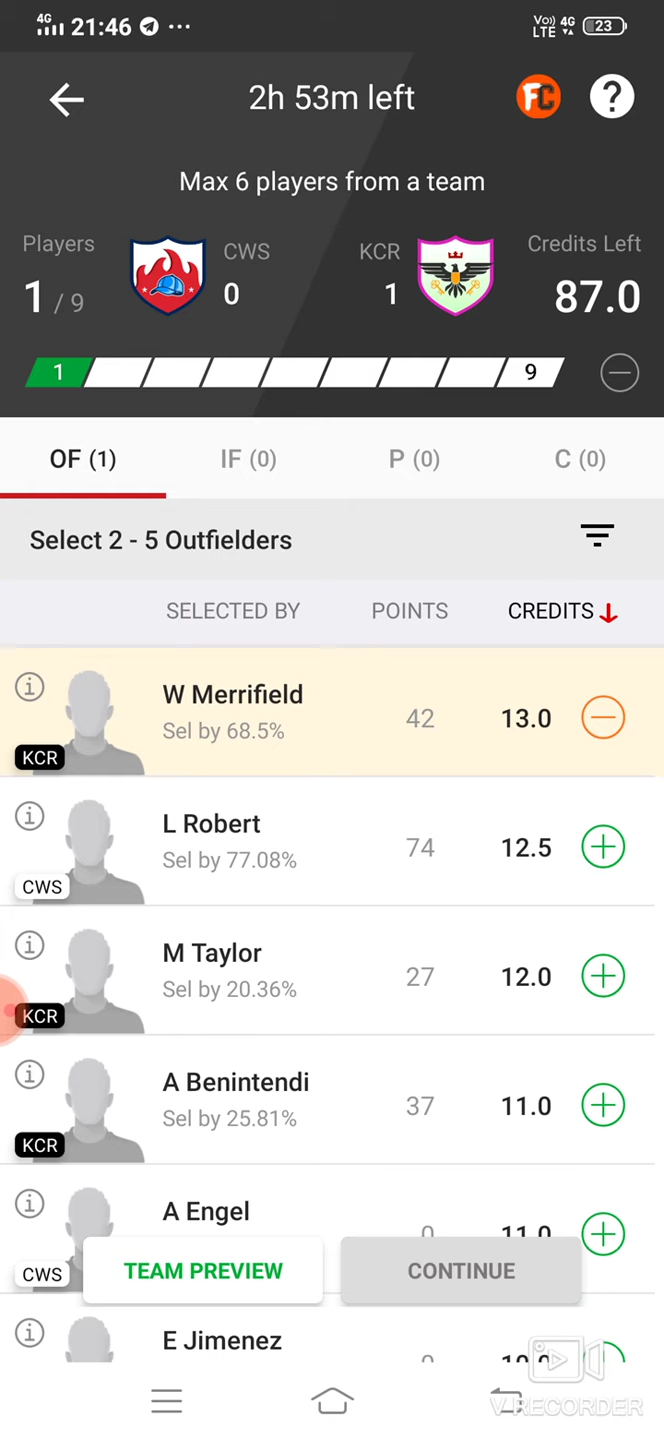 4G 21:46 ... Vo)) LTE 4G 23
2h 53m left FC ?
Max 6 players from a team
Players CWS KCR Credits Left
1 / 9 0 1 87.0
1 9
OF (1) IF (0) P (0) C (0)
Select 2 - 5 Outfielders
SELECTED BY POINTS CREDITS
W Merrifield
Sel by 68.5% 42 13.0
KCR
L Robert
Sel by 77.08% 74 12.5
CWS
M Taylor
Sel by 20.36% 27 12.0
KCR
A Benintendi
Sel by 25.81% 37 11.0
KCR
A Engel
0 11.0
CWS
TEAM PREVIEW CONTINUE
E Jimenez
V RECORDER